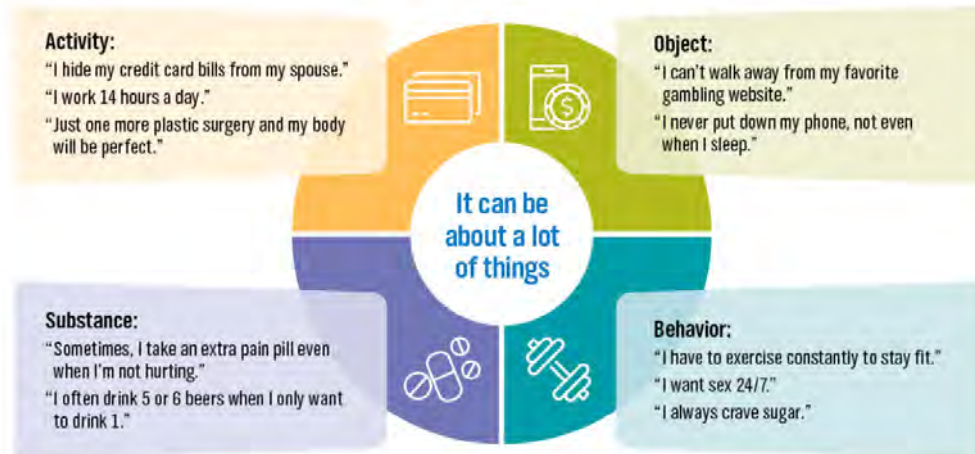 Activity:
“I hide my credit card bills from my spouse.”
“I work 14 hours a day.”
“Just one more plastic surgery and my body
will be perfect.”
Object:
“I can't walk away from my favorite
gambling website.”
“I never put down my phone, not even
when I sleep.”
$
It can be
about a lot
of things
Substance:
“Sometimes, I take an extra pain pill even
when I'm not hurting.”
“I often drink 5 or 6 beers when I only want
to drink 1.”
Behavior:
“I have to exercise constantly to stay fit.”
“I want sex 24/7.”
“I always crave sugar.”